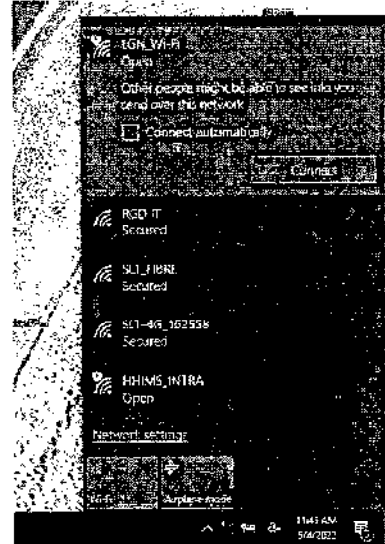 LGN_Wi-Fi
Open
Other people might be able to see info you
send over this network
Connect automatically
Connect
RGD-IT
Secured
SLT_FIBRE
Secured
Secured
HHIMS_INTRA
Open
Network settings
Wi-Fi
Airplane mode
11:43 AM
5/4/2022